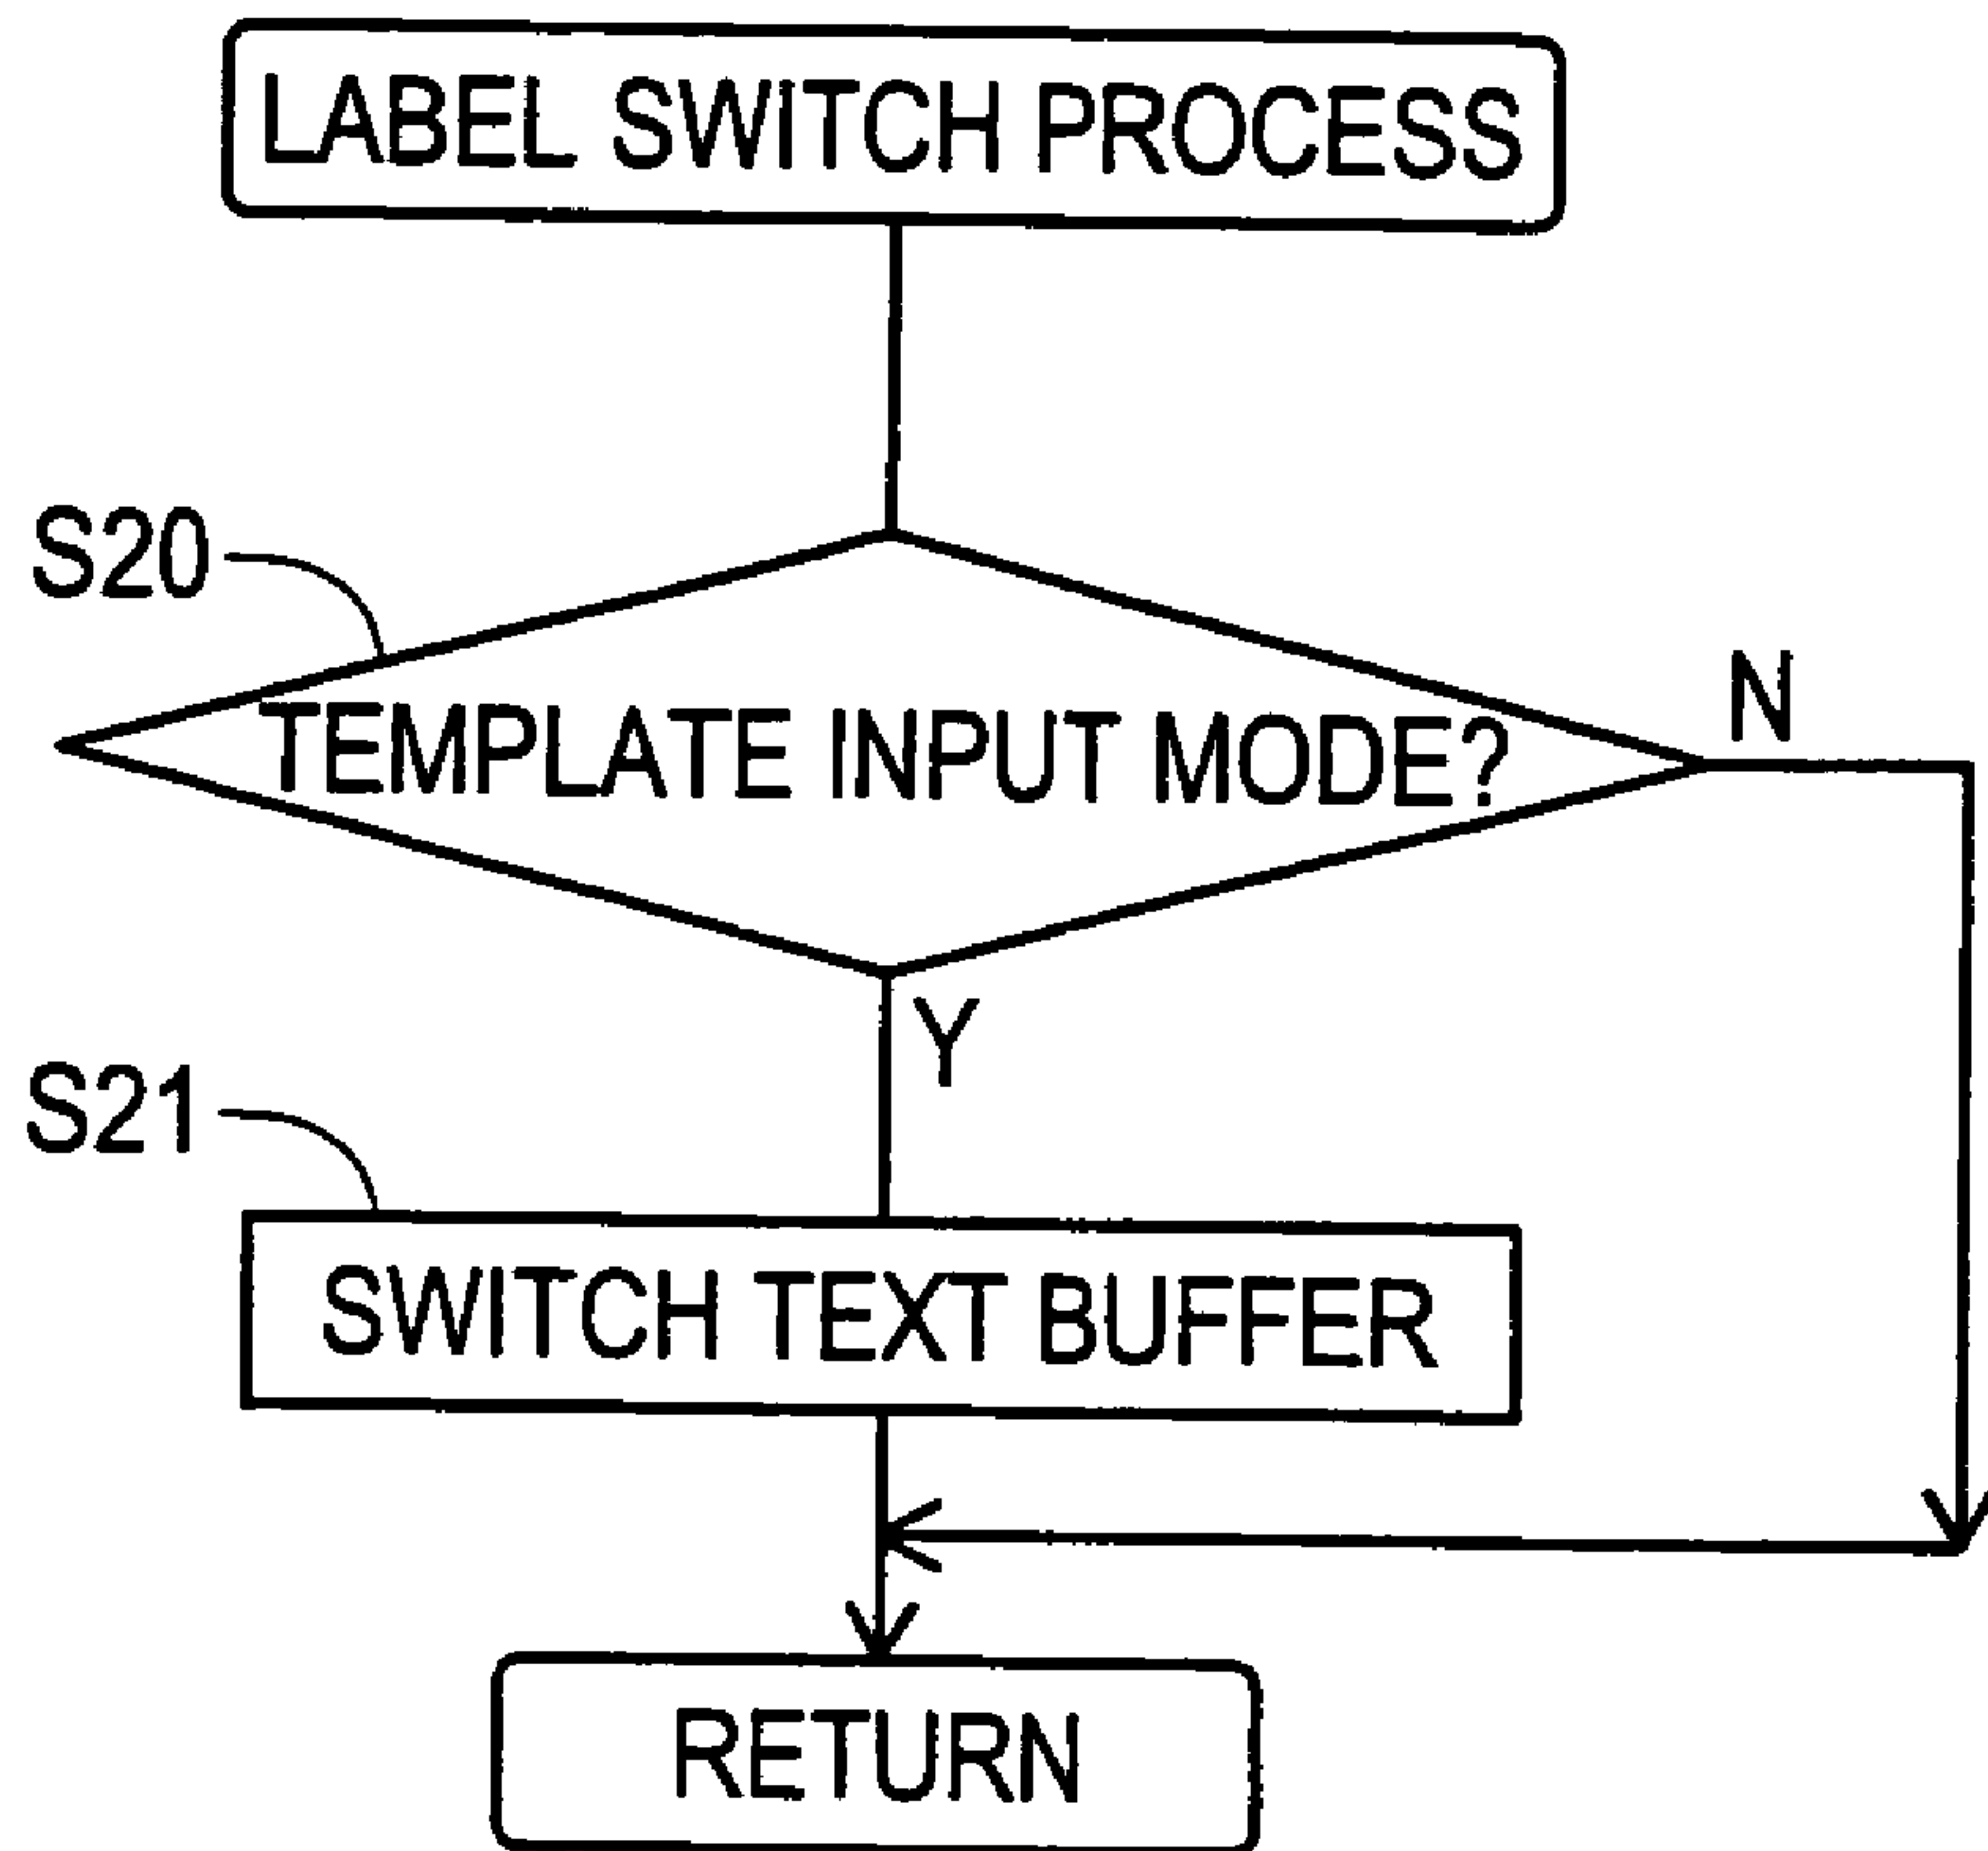 LABEL SWITCH PROCESS
S20
TEMPLATE INPUT MODE?
N
Y
S21
SWITCH TEXT BUFFER
RETURN